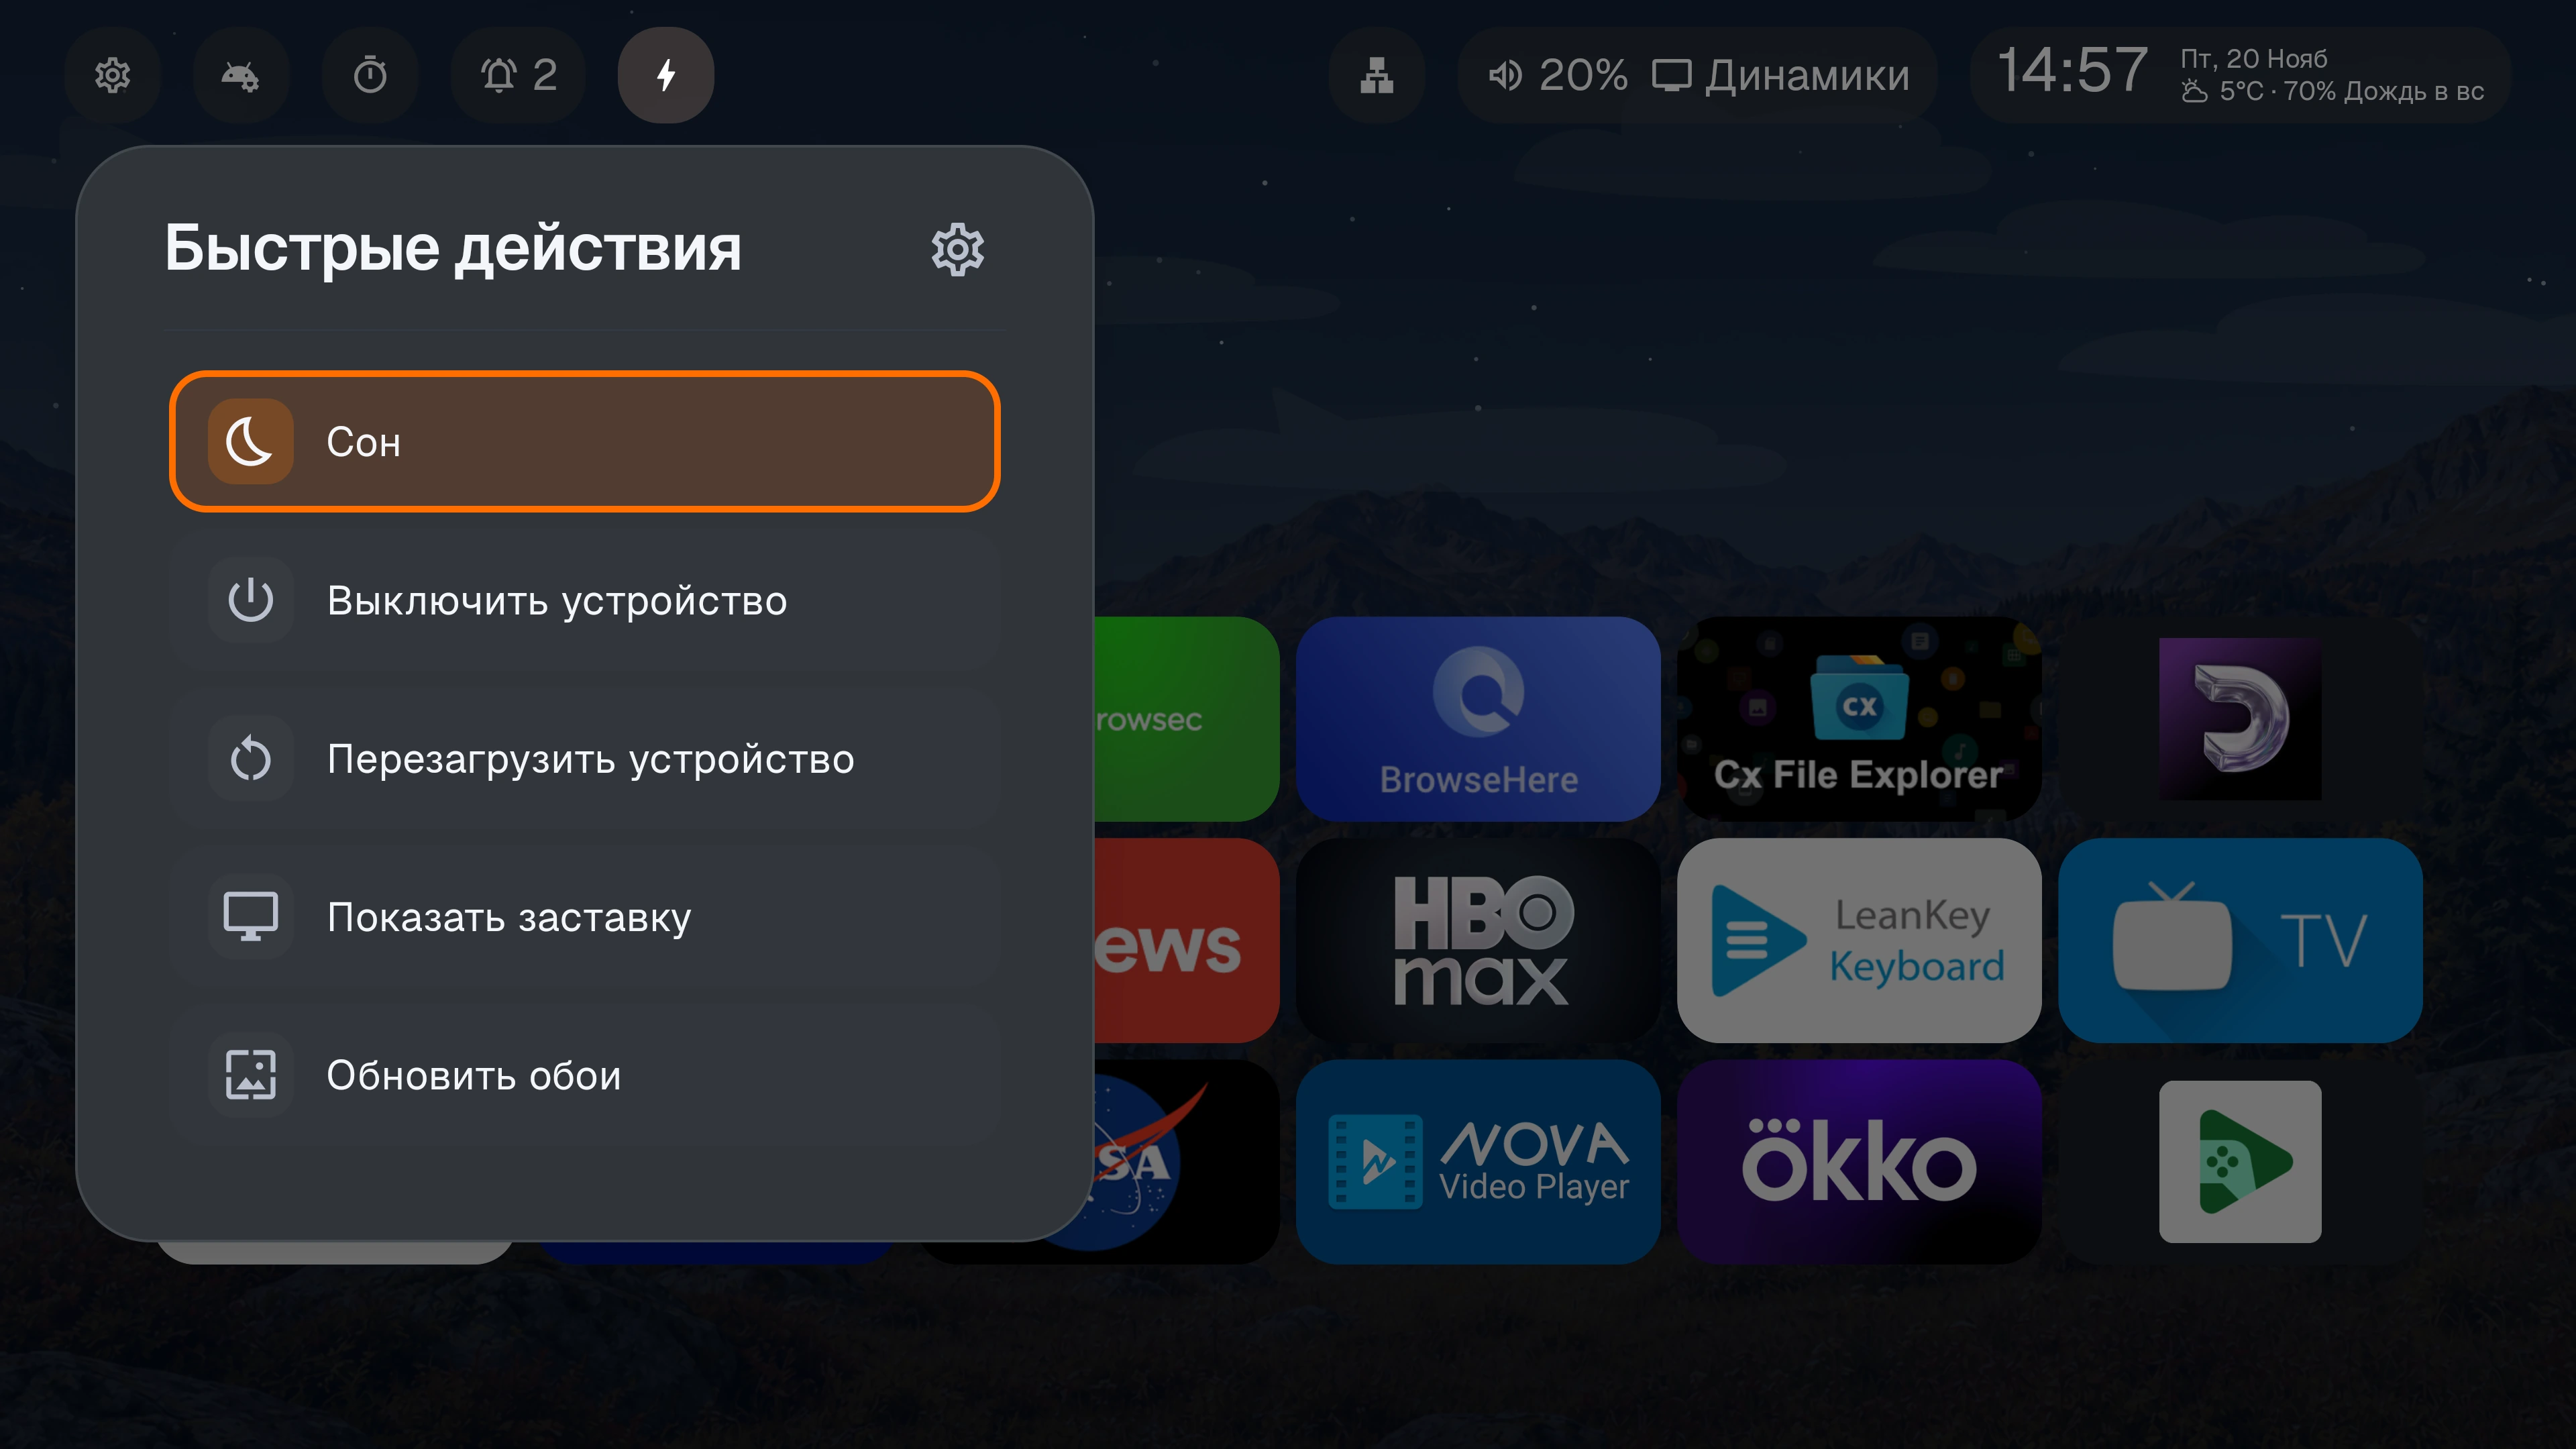 2
20%
Динамики
14:57
Пт, 20 Нояб
5°C · 70% Дождь в вс
Быстрые действия
Сон
Выключить устройство
Перезагрузить устройство
Показать заставку
Обновить обои
rowsec
BrowseHere
CX
Cx File Explorer
ews
HBO
max
LeanKey
Keyboard
TV
SA
NOVA
Video Player
okko